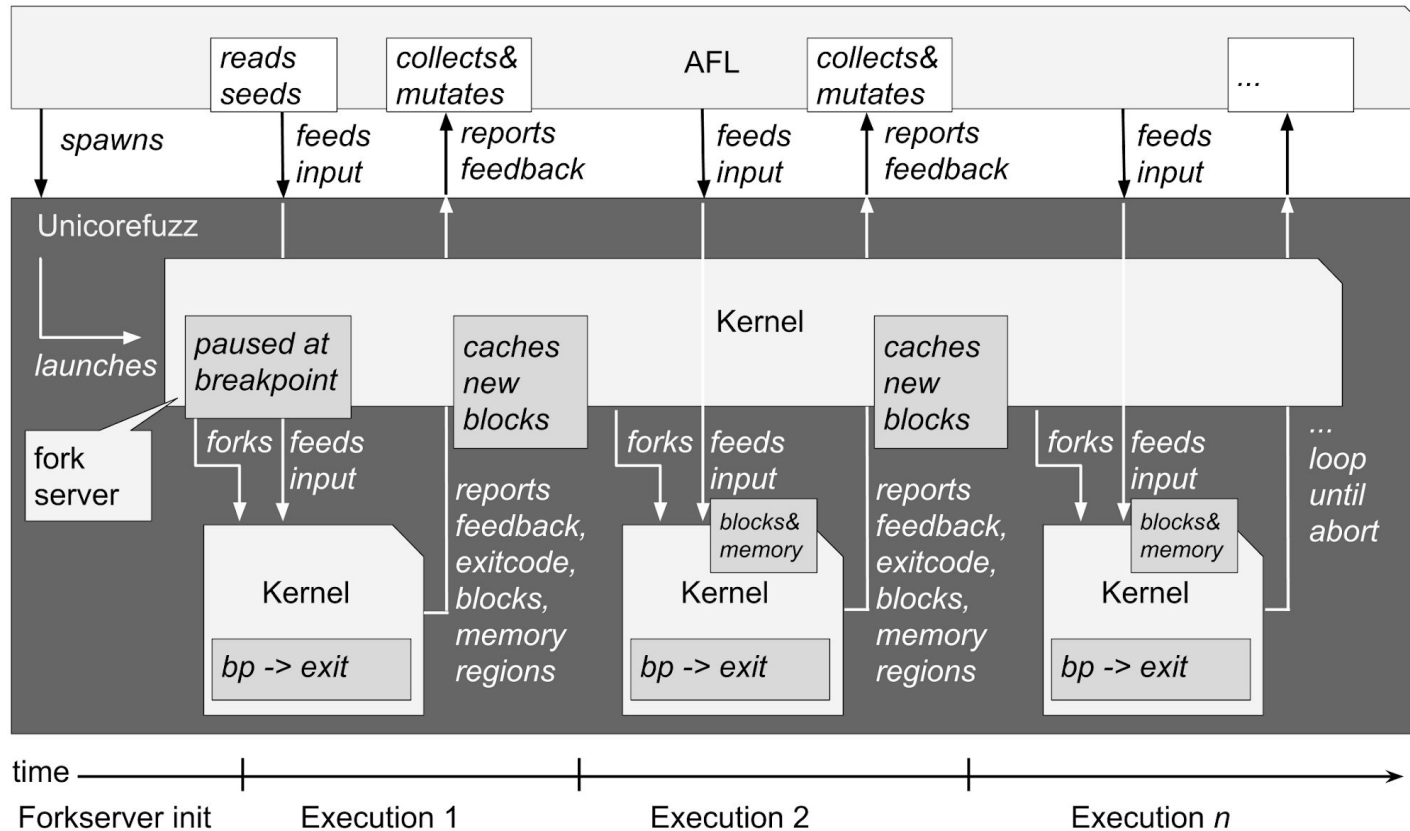 reads
seeds
collects&
mutates
AFL
collects&
mutates
...
spawns
feeds
input
reports
feedback
feeds
input
reports
feedback
feeds
input
Unicorefuzz
launches
Kernel
paused at
breakpoint
caches
new
blocks
caches
new
blocks
fork
server
forks
feeds
input
reports
feedback,
exitcode,
blocks,
memory
regions
forks
feeds
input
reports
feedback,
exitcode,
blocks,
memory
regions
forks
feeds
input
...
loop
until
abort
Kernel
bp -> exit
blocks&
memory
Kernel
bp -> exit
blocks&
memory
Kernel
bp -> exit
time
Forkserver init
Execution 1
Execution 2
Execution n